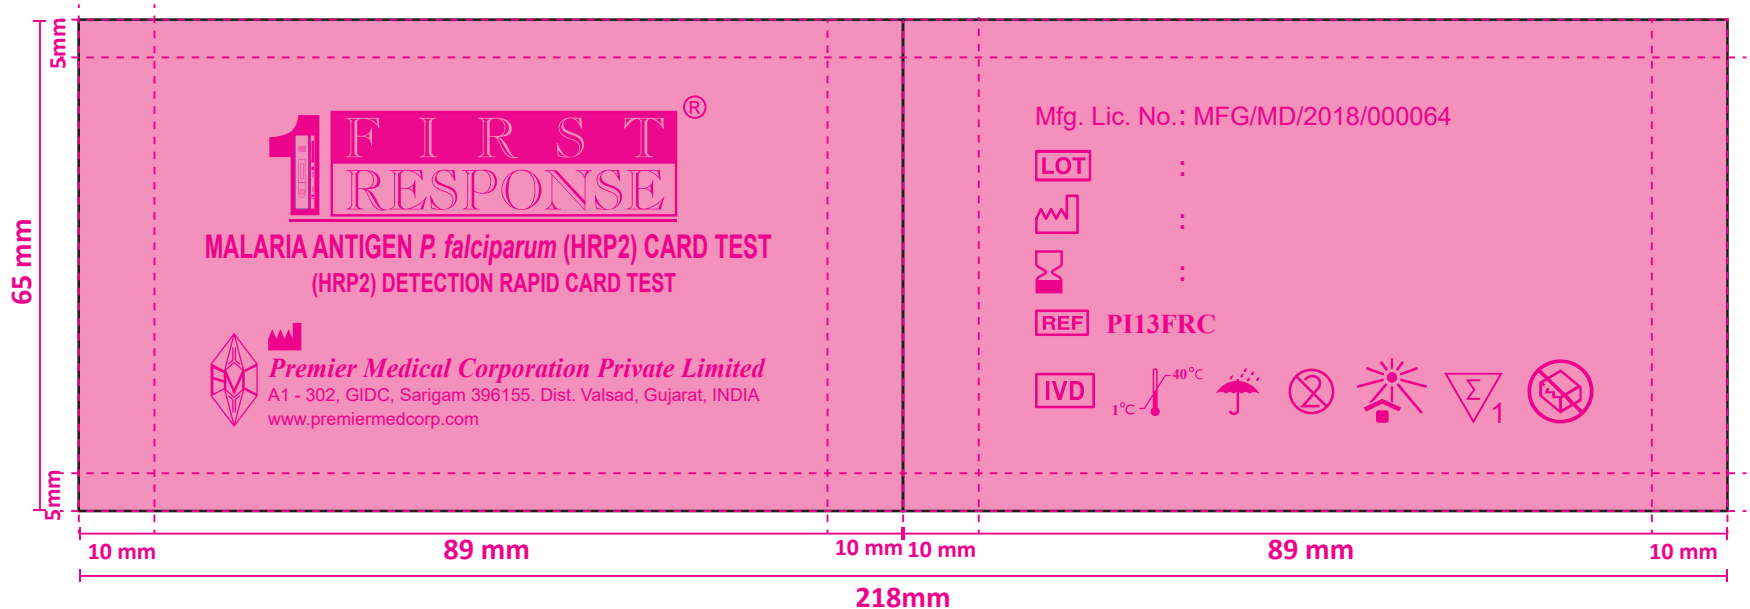 5mm
65 mm
5mm
1 FIRST RESPONSE ®
MALARIA ANTIGEN P. falciparum (HRP2) CARD TEST
(HRP2) DETECTION RAPID CARD TEST
Premier Medical Corporation Private Limited
A1 - 302, GIDC, Sarigam 396155. Dist. Valsad, Gujarat, INDIA
www.premiermedcorp.com
Mfg. Lic. No.: MFG/MD/2018/000064
LOT :
:
:
REF PI13FRC
IVD 1°C 40°C 2 Σ 1
10 mm 89 mm 10 mm 10 mm 89 mm 10 mm
218mm